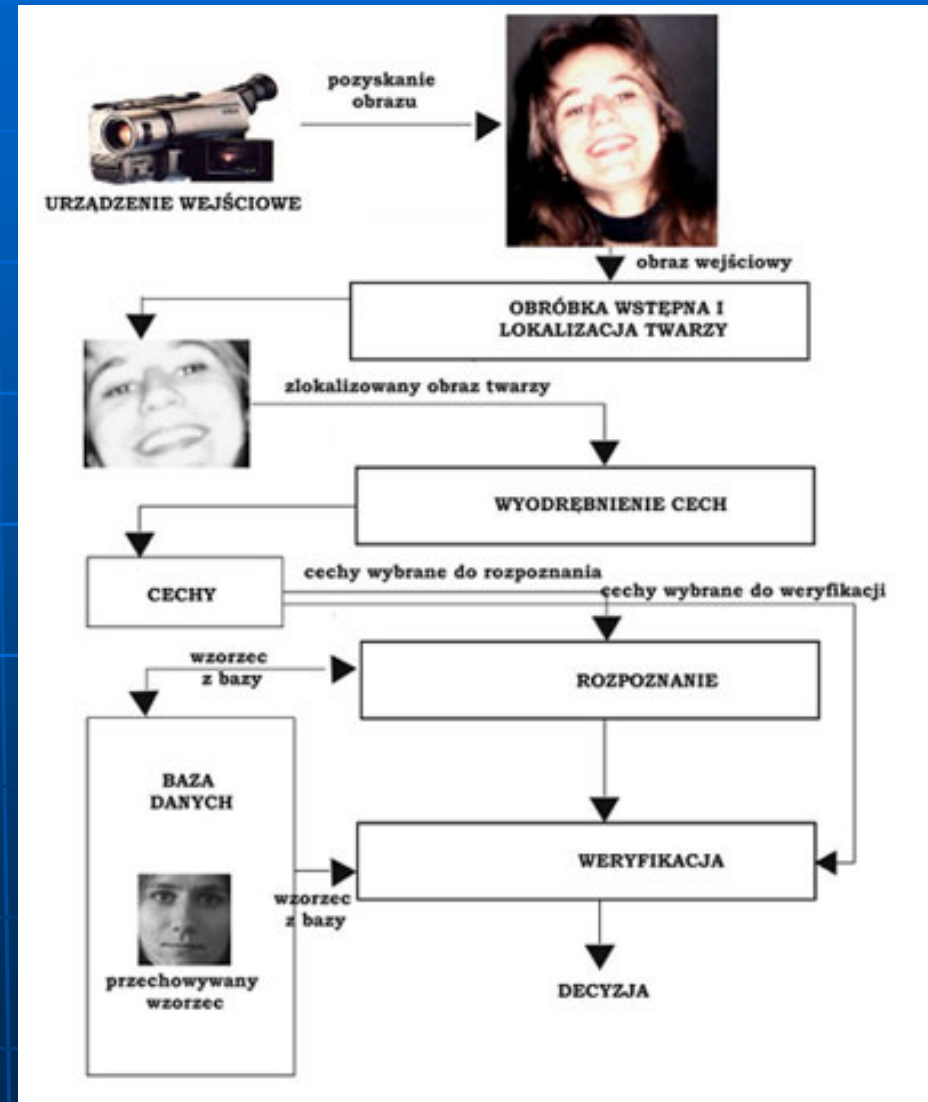 pozyskanie
obrazu
URZĄDZENIE WEJŚCIOWE
obraz wejściowy
OBRÓBKA WSTĘPNA I
LOKALIZACJA TWARZY
zlokalizowany obraz twarzy
WYODRĘBNIENIE CECH
CECHY
cechy wybrane do rozpoznania
cechy wybrane do weryfikacji
wzorzec
z bazy
ROZPOZNANIE
BAZA
DANYCH
WERYFIKACJA
wzorzec
z bazy
przechowywany
wzorzec
DECYZJA